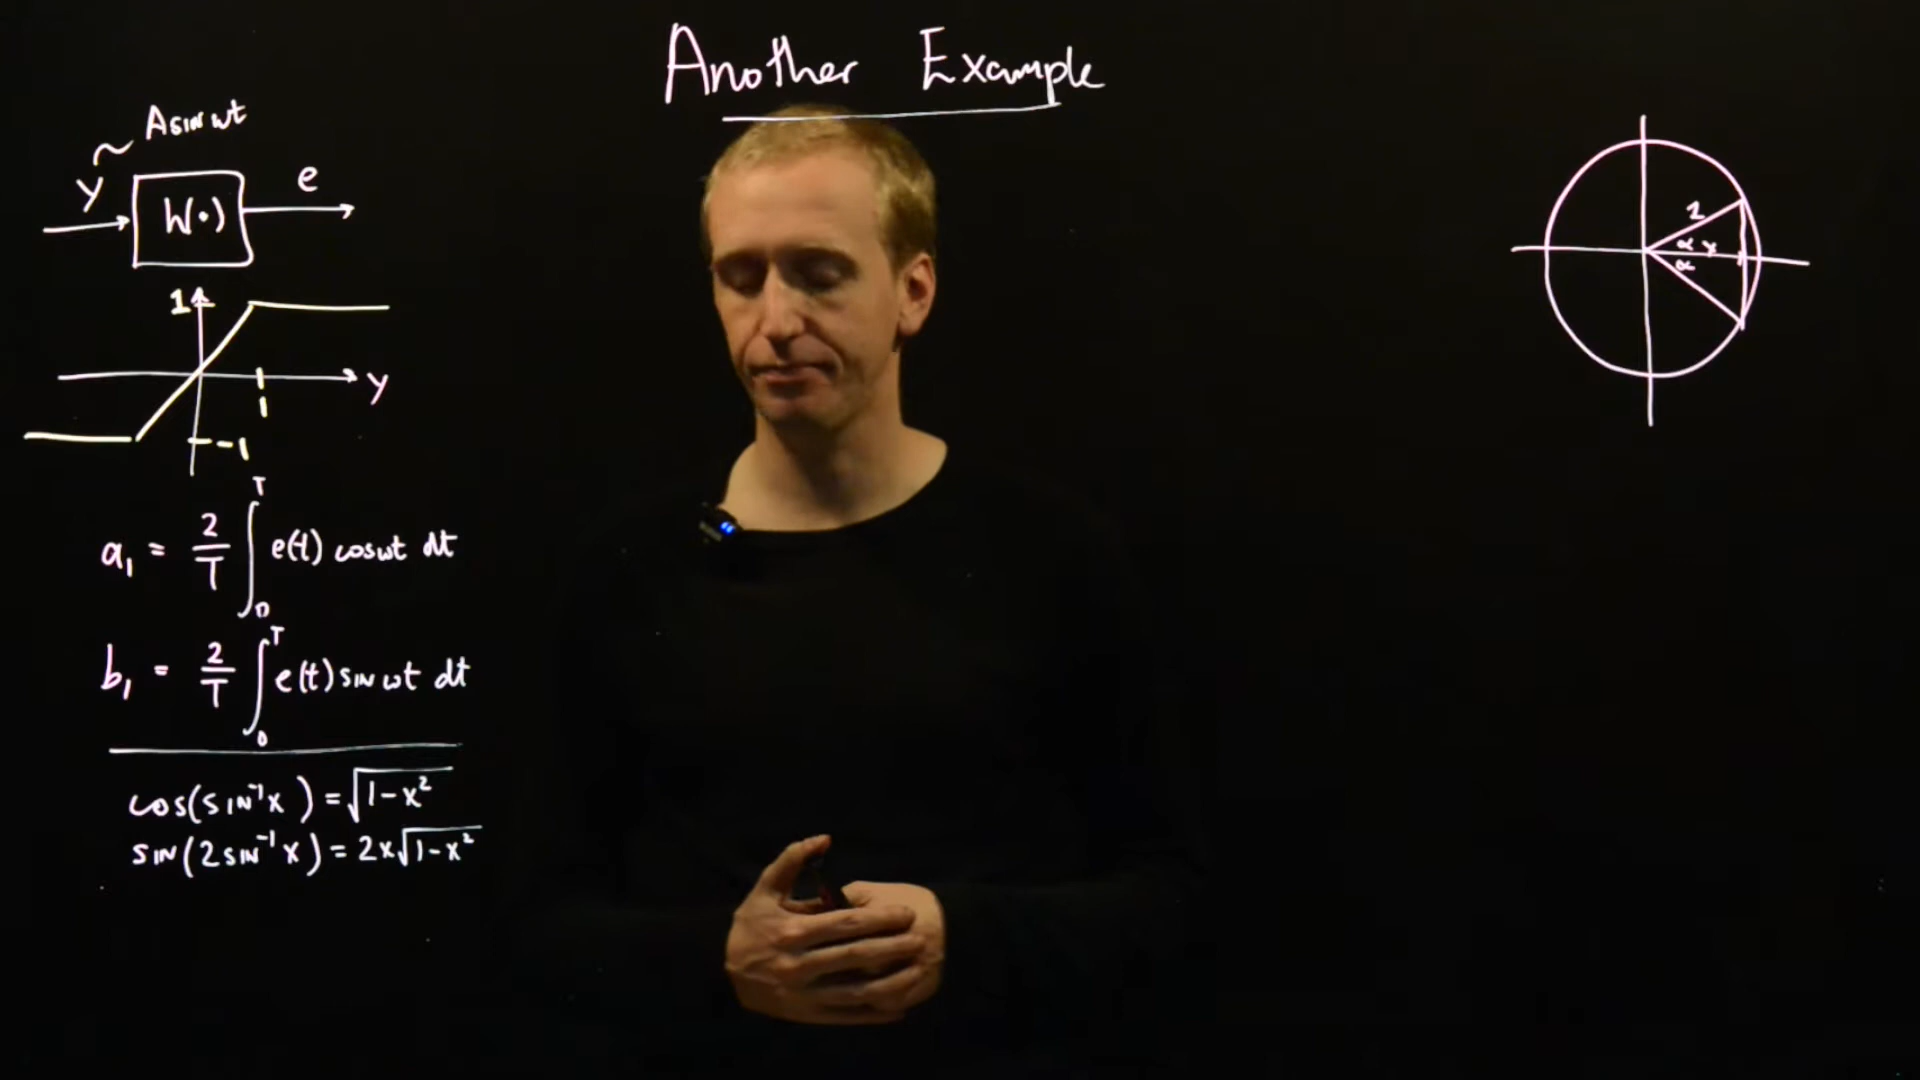 Another Example
A sin ωt
y
h(·)
e
1
y
1
-1
a₁ = 2/T ∫₀ᵀ e(t) cos ωt dt
b₁ = 2/T ∫₀ᵀ e(t) sin ωt dt
cos(sin⁻¹x) = √(1-x²)
sin(2sin⁻¹x) = 2x√(1-x²)
α
α